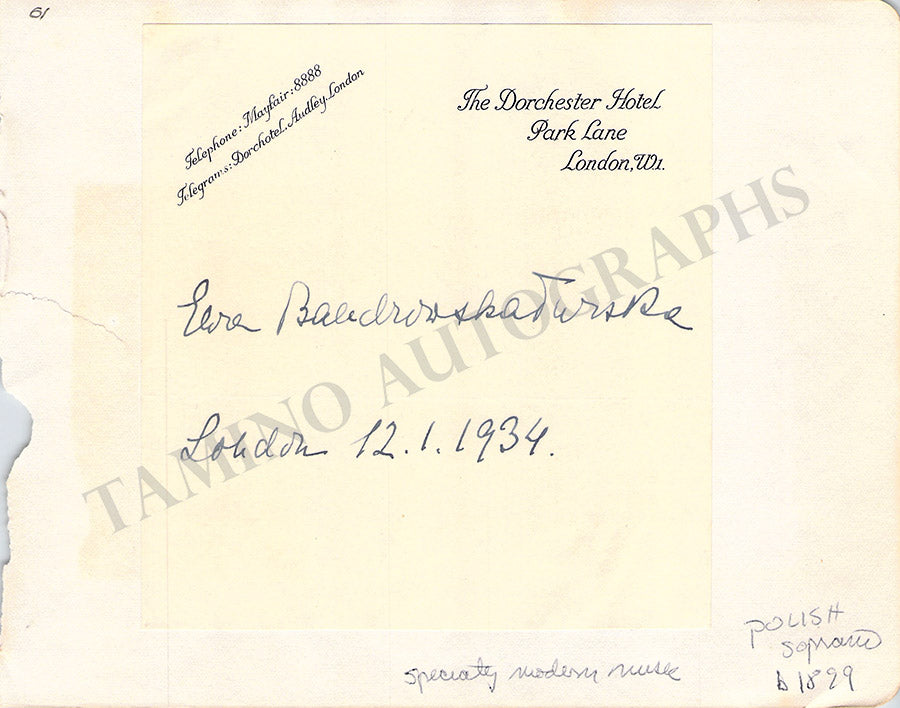 61
Telephone: Mayfair: 8888
Telegrams: Dorchotel, Audley, London
The Dorchester Hotel
Park Lane
London, W1.
Ewa Bandrowska Turska
London 12.1.1934.
TAMINO AUTOGRAPHS
POLISH
soprano
b 1899
specialty modern music